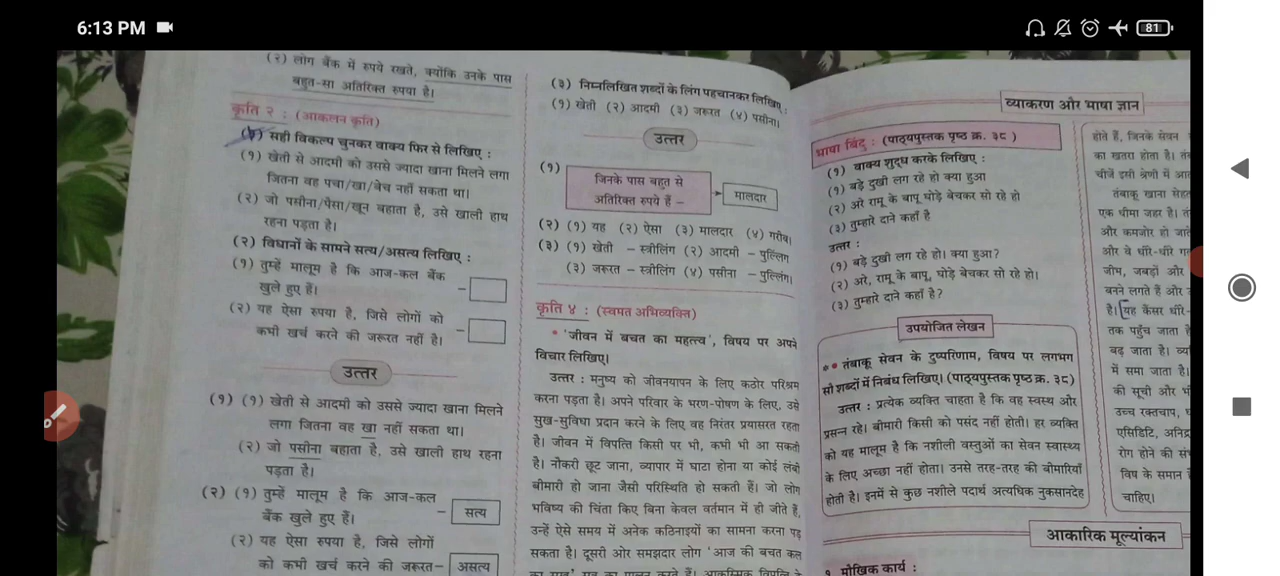 6:13 PM
81
(२) लोग बैंक में रुपये रखते, क्योंकि उनके पास
बहुत-सा अतिरिक्त रुपया है।
कृति २ : (आकलन कृति)
(१) सही विकल्प चुनकर वाक्य फिर से लिखिए :
(१) खेती से आदमी को उससे ज्यादा खाना मिलने लगा
जितना वह पचा/खा/बेच नहीं सकता था।
(२) जो पसीना/पैसा/खून बहाता है, उसे खाली हाथ
रहना पड़ता है।
(२) विधानों के सामने सत्य/असत्य लिखिए :
(१) तुम्हें मालूम है कि आज-कल बैंक –
खुले हुए हैं।
(२) यह ऐसा रुपया है, जिसे लोगों को –
कभी खर्च करने की जरूरत नहीं है।
उत्तर
(१) (१) खेती से आदमी को उससे ज्यादा खाना मिलने
लगा जितना वह खा नहीं सकता था।
(२) जो पसीना बहाता है, उसे खाली हाथ रहना
पड़ता है।
(२) (१) तुम्हें मालूम है कि आज-कल – सत्य
बैंक खुले हुए हैं।
(२) यह ऐसा रुपया है, जिसे लोगों
को कभी खर्च करने की जरूरत– असत्य
(३) निम्नलिखित शब्दों के लिंग पहचानकर लिखिए :
(१) खेती (२) आदमी (३) जरूरत (४) पसीना।
उत्तर
(१) जिनके पास बहुत से
अतिरिक्त रुपये हैं – मालदार
(२) (१) यह (२) ऐसा (३) मालदार (४) गरीब।
(३) (१) खेती – स्त्रीलिंग (२) आदमी – पुल्लिंग
(३) जरूरत – स्त्रीलिंग (४) पसीना – पुल्लिंग।
कृति ४ : (स्वमत अभिव्यक्ति)
* 'जीवन में बचत का महत्त्व', विषय पर अपने
विचार लिखिए।
उत्तर : मनुष्य को जीवनयापन के लिए कठोर परिश्रम
करना पड़ता है। अपने परिवार के भरण-पोषण के लिए, उसे
सुख-सुविधा प्रदान करने के लिए वह निरंतर प्रयासरत रहता
है। जीवन में विपत्ति किसी पर भी, कभी भी आ सकती
है। नौकरी छूट जाना, व्यापार में घाटा होना या कोई लंबी
बीमारी हो जाना जैसी परिस्थिति हो सकती हैं। जो लोग
भविष्य की चिंता किए बिना केवल वर्तमान में ही जीते हैं,
उन्हें ऐसे समय में अनेक कठिनाइयों का सामना करना पड़
सकता है। दूसरी ओर समझदार लोग 'आज की बचत कल
व्याकरण और भाषा ज्ञान
भाषा बिंदु : (पाठ्यपुस्तक पृष्ठ क्र. ३८)
(१) वाक्य शुद्ध करके लिखिए :
(१) बड़े दुखी लग रहे हो क्या हुआ
(२) अरे रामू के बापू घोड़े बेचकर सो रहे हो
(३) तुम्हारे दाने कहाँ है
उत्तर :
(१) बड़े दुखी लग रहे हो। क्या हुआ?
(२) अरे, रामू के बापू, घोड़े बेचकर सो रहे हो।
(३) तुम्हारे दाने कहाँ है?
उपयोजित लेखन
** तंबाकू सेवन के दुष्परिणाम, विषय पर लगभग
सौ शब्दों में निबंध लिखिए। (पाठ्यपुस्तक पृष्ठ क्र. ३८)
उत्तर : प्रत्येक व्यक्ति चाहता है कि वह स्वस्थ और
प्रसन्न रहे। बीमारी किसी को पसंद नहीं होती। हर व्यक्ति
को यह मालूम है कि नशीली वस्तुओं का सेवन स्वास्थ्य
के लिए अच्छा नहीं होता। उनसे तरह-तरह की बीमारियाँ
होती है। इनमें से कुछ नशीले पदार्थ अत्यधिक नुकसानदेह
होते हैं, जिनके सेवन
का खतरा होता है।
चीजें इसी श्रेणी में
तंबाकू खाना
एक धीमा जहर है।
और कमजोर हो
और वे धीरे-धीरे
जीभ, जबड़ों और
बनने लगते हैं और
है। यह कैंसर धीरे-
तक पहुँच जाता
बढ़ जाता है।
में समा जाता है।
की सूची और
उच्च रक्तचाप,
एसिडिटि,
रोग होने की
विष के समान
चाहिए।
आकारिक मूल्यांकन
१ मौखिक कार्य :